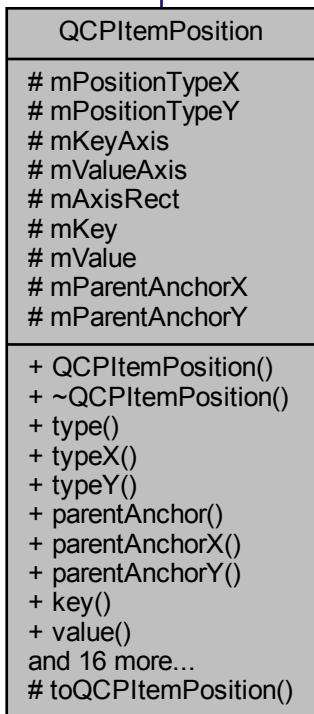 QCPItemPosition
# mPositionTypeX
# mPositionTypeY
# mKeyAxis
# mValueAxis
# mAxisRect
# mKey
# mValue
# mParentAnchorX
# mParentAnchorY
+ QCPItemPosition()
+ ~QCPItemPosition()
+ type()
+ typeX()
+ typeY()
+ parentAnchor()
+ parentAnchorX()
+ parentAnchorY()
+ key()
+ value()
and 16 more...
# toQCPItemPosition()